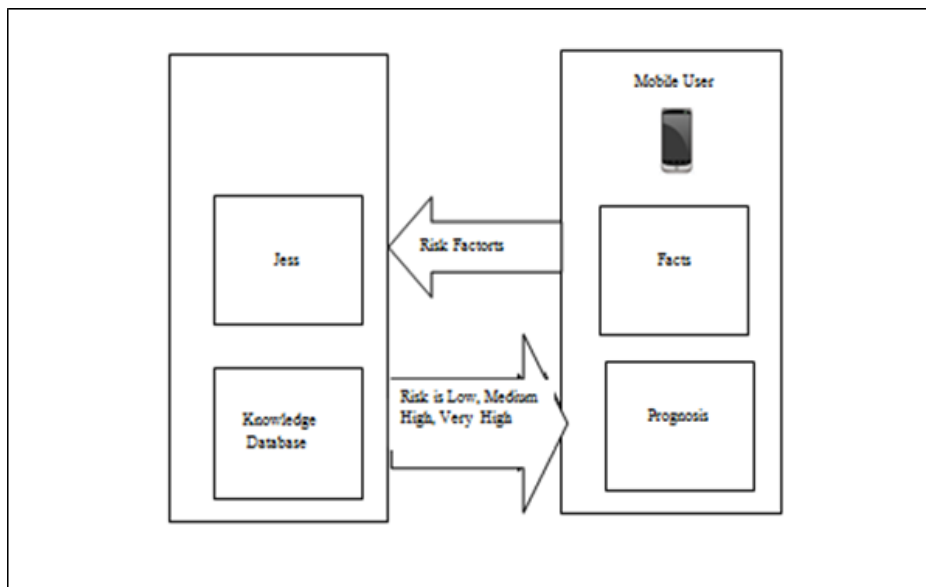 Mobile User
Jess
Risk Factorts
Facts
Knowledge
Database
Risk is Low, Medium
High, Very High
Prognosis